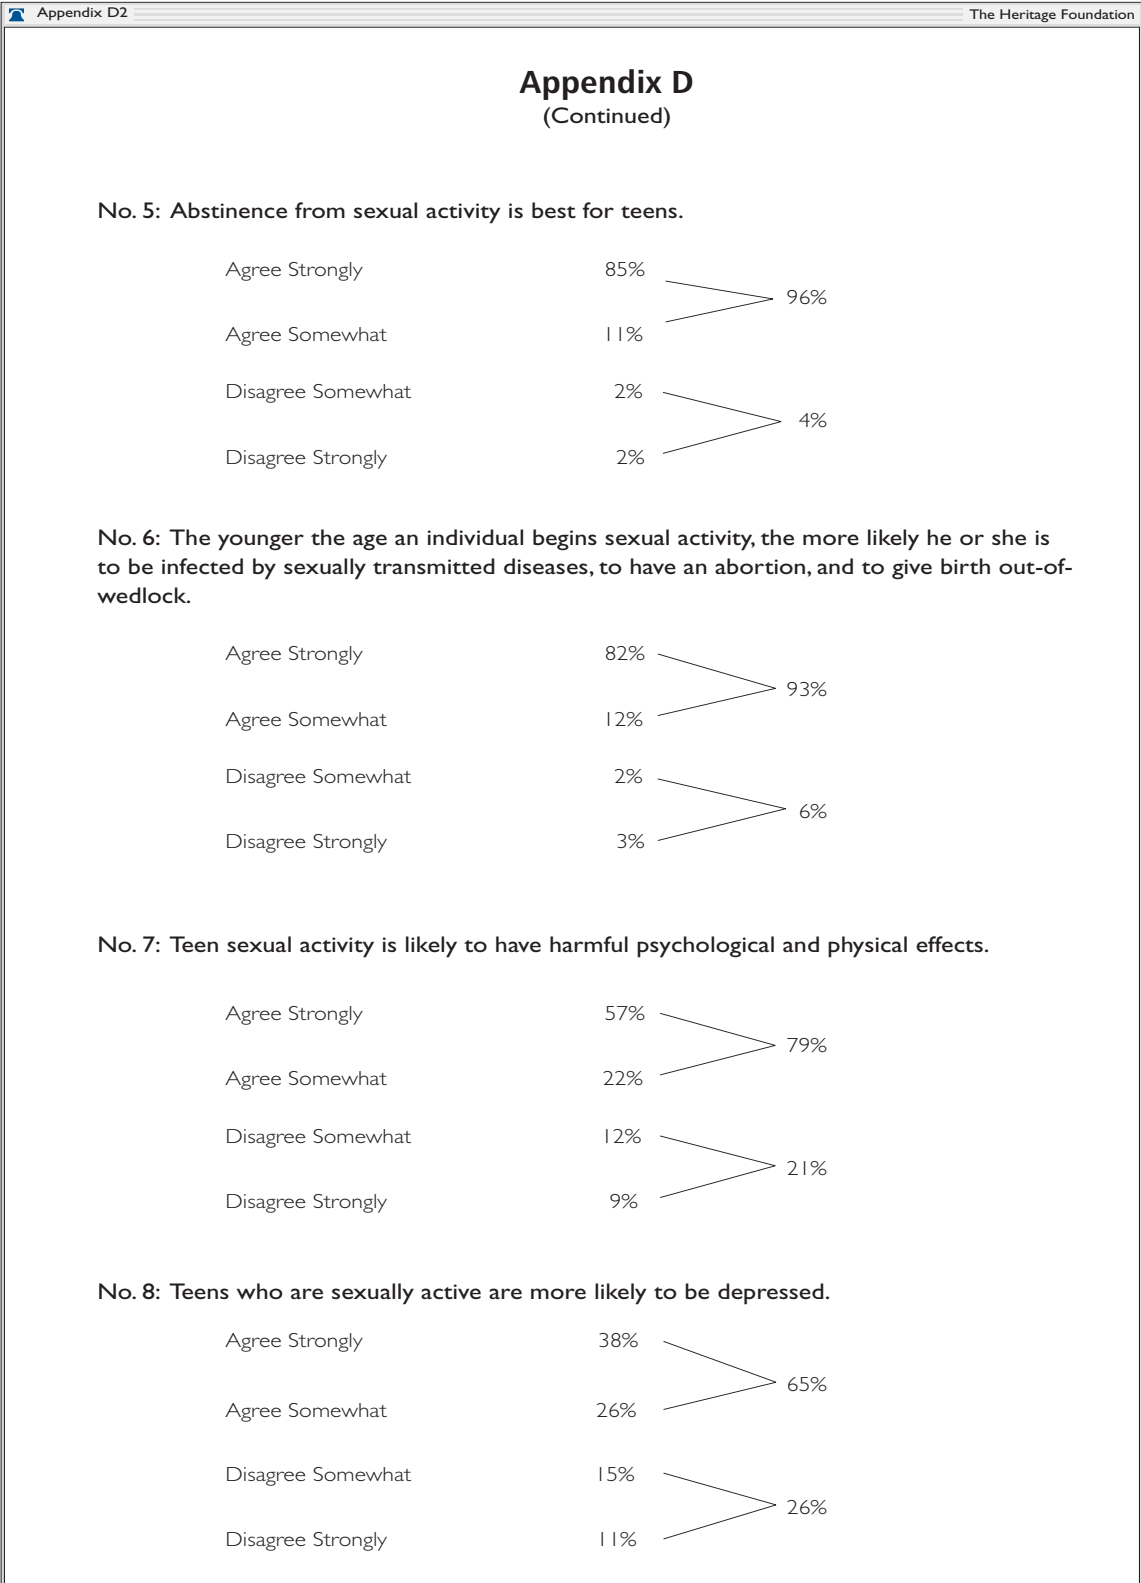 Appendix D2 The Heritage Foundation
Appendix D
(Continued)
No. 5: Abstinence from sexual activity is best for teens.
Agree Strongly 85%
96%
Agree Somewhat 11%
Disagree Somewhat 2%
4%
Disagree Strongly 2%
No. 6: The younger the age an individual begins sexual activity, the more likely he or she is
to be infected by sexually transmitted diseases, to have an abortion, and to give birth out-of-
wedlock.
Agree Strongly 82%
93%
Agree Somewhat 12%
Disagree Somewhat 2%
6%
Disagree Strongly 3%
No. 7: Teen sexual activity is likely to have harmful psychological and physical effects.
Agree Strongly 57%
79%
Agree Somewhat 22%
Disagree Somewhat 12%
21%
Disagree Strongly 9%
No. 8: Teens who are sexually active are more likely to be depressed.
Agree Strongly 38%
65%
Agree Somewhat 26%
Disagree Somewhat 15%
26%
Disagree Strongly 11%